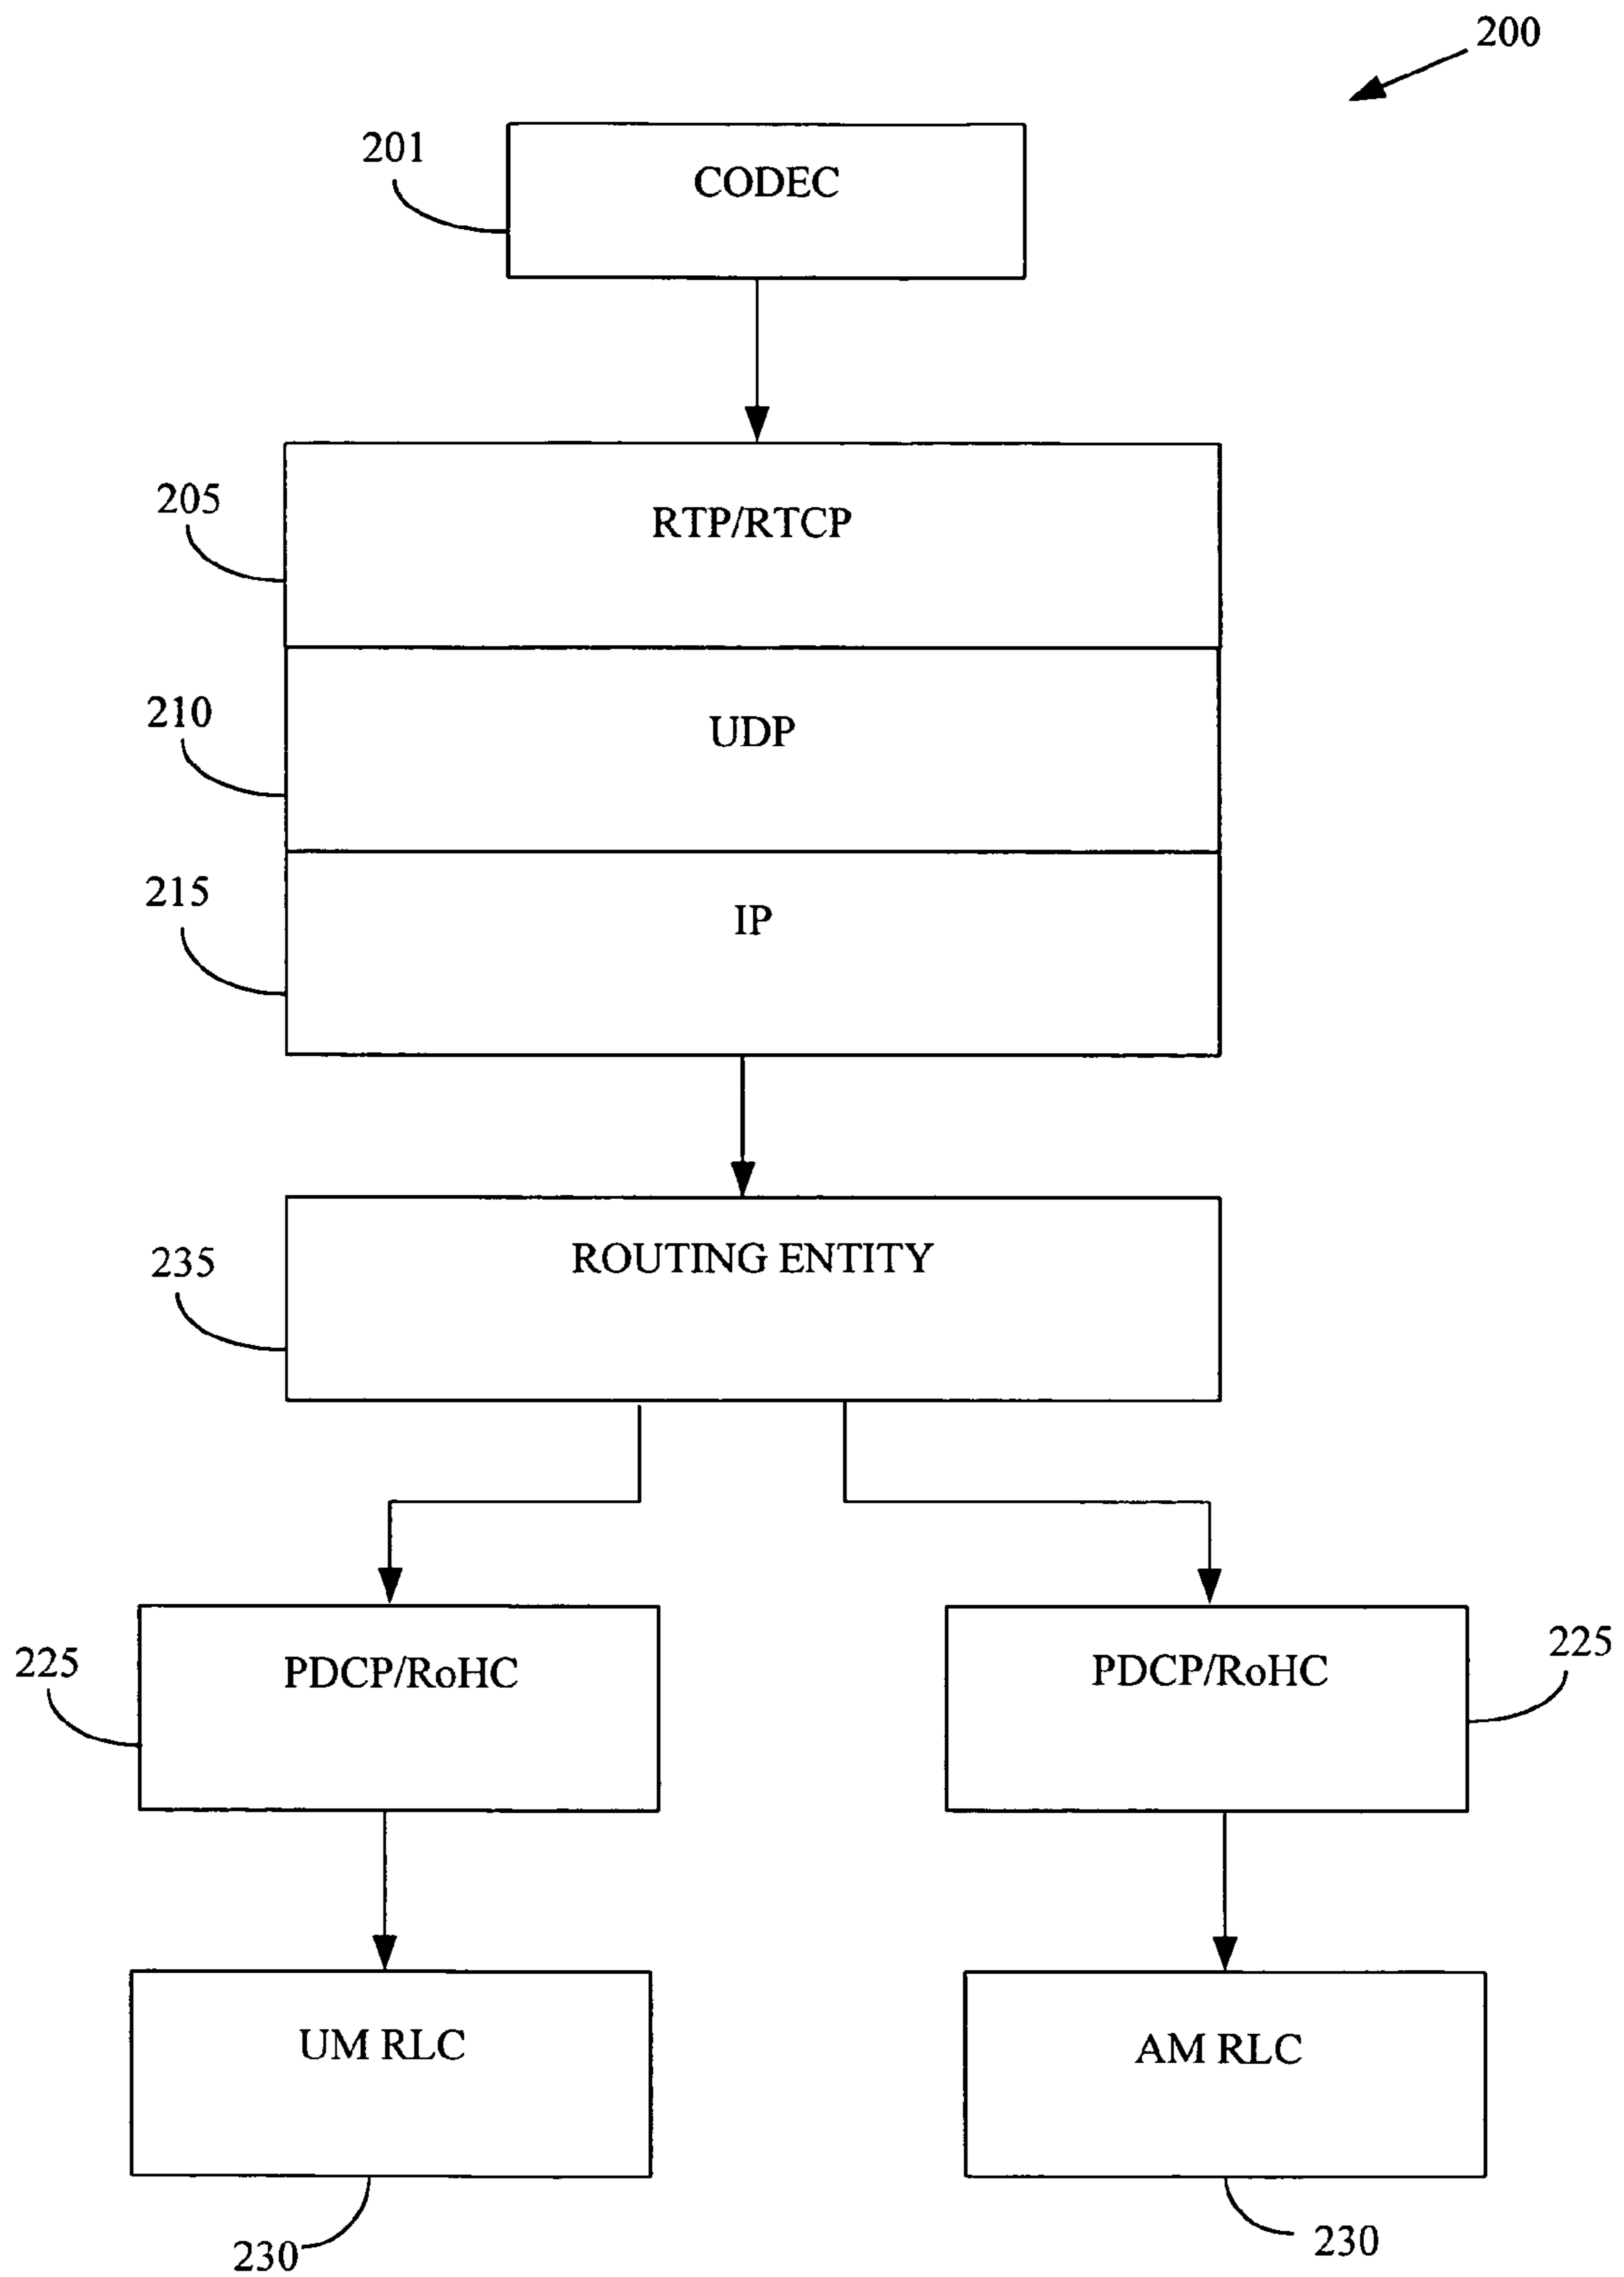 200
201
CODEC
205
RTP/RTCP
210
UDP
215
IP
235
ROUTING ENTITY
225
PDCP/RoHC
PDCP/RoHC
225
UM RLC
AM RLC
230
230